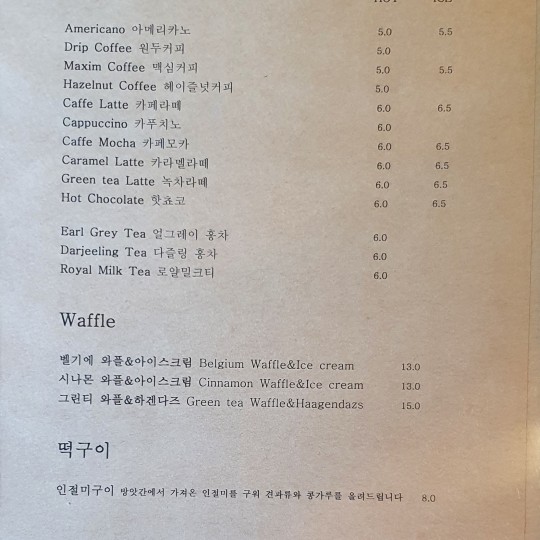 HOT ICE
Americano 아메리카노 5.0 5.5
Drip Coffee 원두커피 5.0
Maxim Coffee 맥심커피 5.0 5.5
Hazelnut Coffee 헤이즐넛커피 5.0
Caffe Latte 카페라떼 6.0 6.5
Cappuccino 카푸치노 6.0
Caffe Mocha 카페모카 6.0 6.5
Caramel Latte 카라멜라떼 6.0 6.5
Green tea Latte 녹차라떼 6.0 6.5
Hot Chocolate 핫쵸코 6.0 6.5
Earl Grey Tea 얼그레이 홍차 6.0
Darjeeling Tea 다즐링 홍차 6.0
Royal Milk Tea 로얄밀크티 6.0
Waffle
벨기에 와플&아이스크림 Belgium Waffle&Ice cream 13.0
시나몬 와플&아이스크림 Cinnamon Waffle&Ice cream 13.0
그린티 와플&하겐다즈 Green tea Waffle&Haagendazs 15.0
떡구이
인절미구이 방앗간에서 가져온 인절미를 구워 견과류와 콩가루를 올려드립니다 8.0